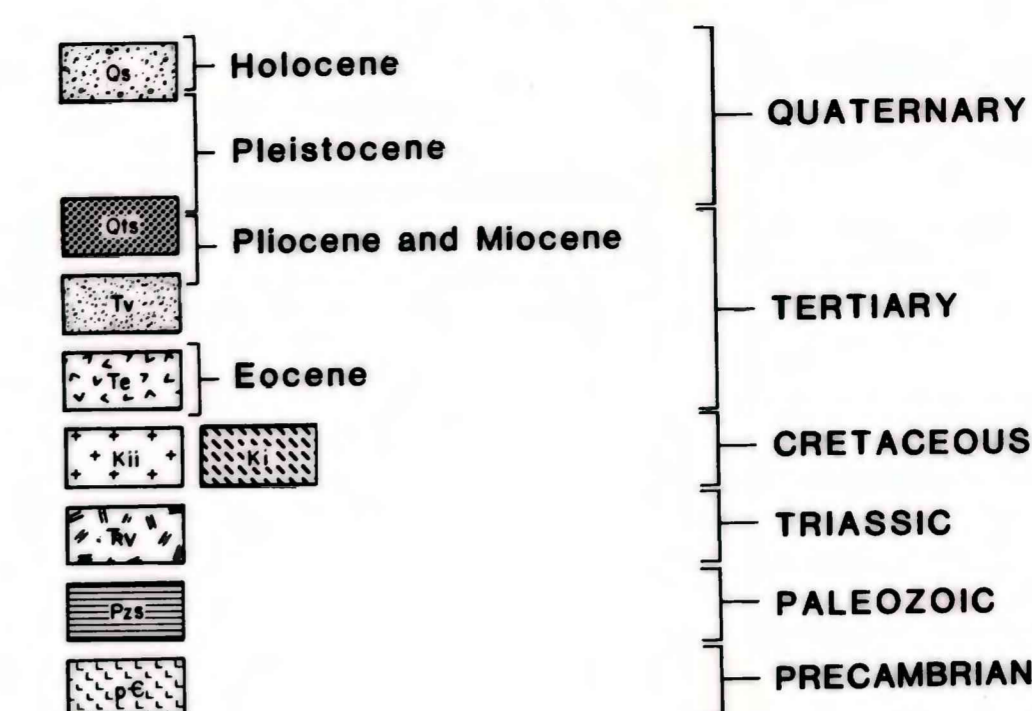 Qs
Holocene
QUATERNARY
Pleistocene
Qts
Pliocene and Miocene
Tv
TERTIARY
Te
Eocene
Kii
Ki
CRETACEOUS
Ŧv
TRIASSIC
Pzs
PALEOZOIC
p€
PRECAMBRIAN